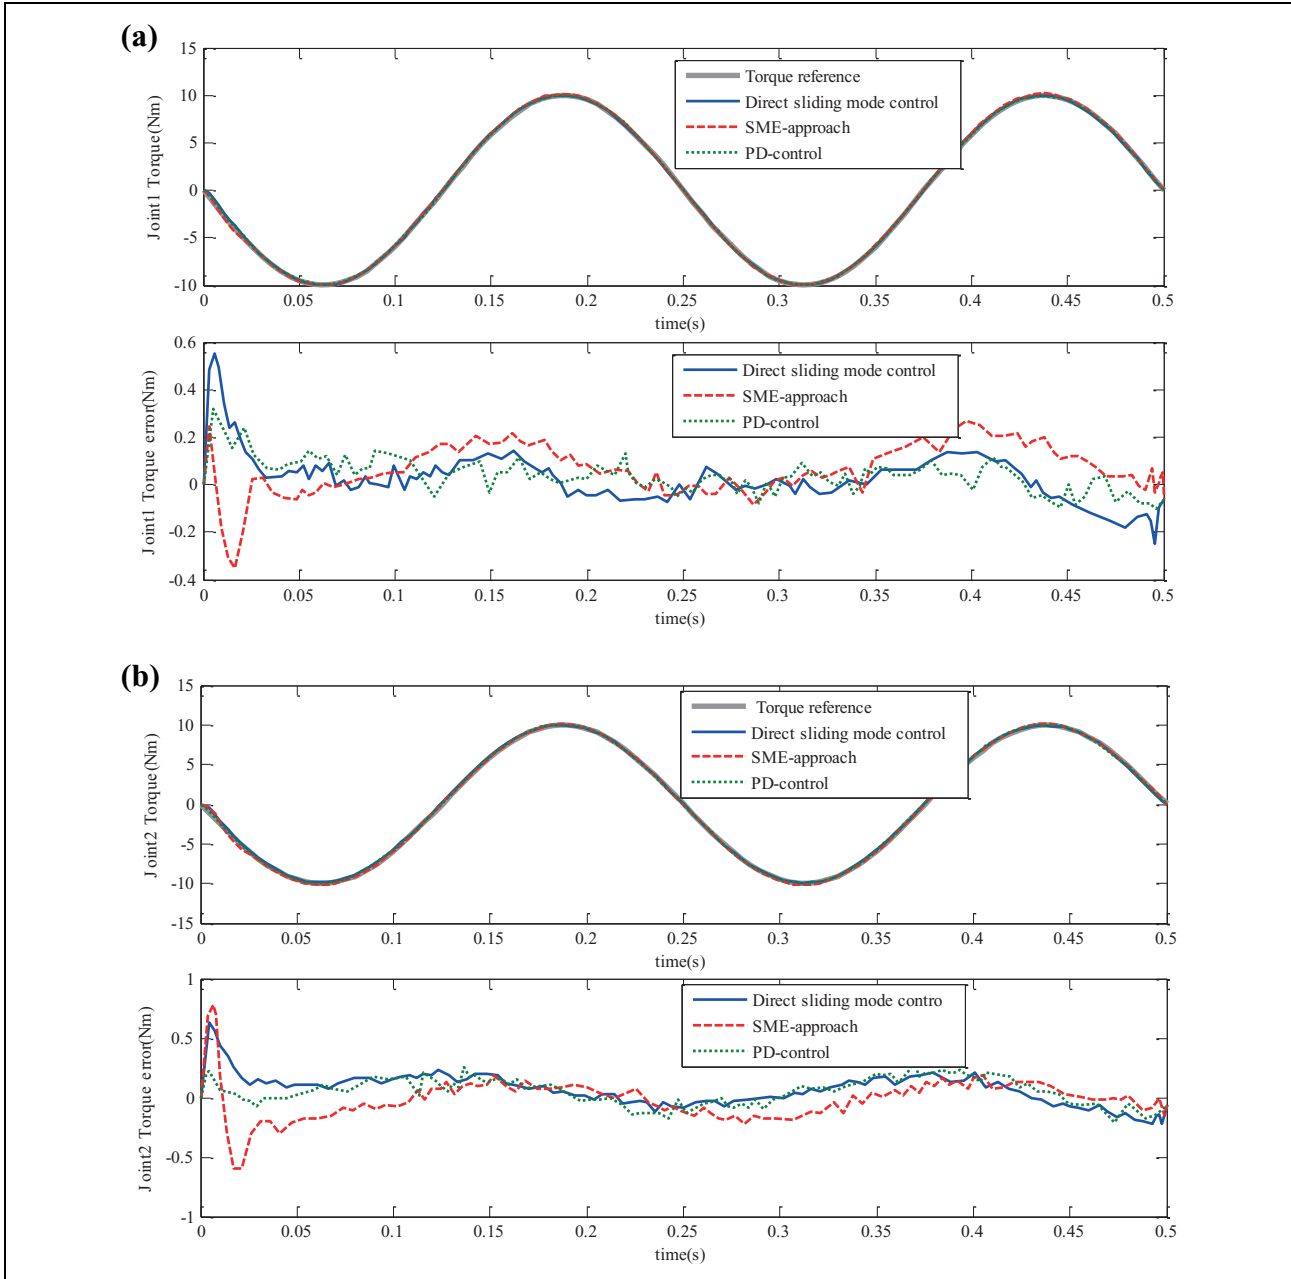 (a)
15
10
5
0
-5
-10
Joint1 Torque(Nm)
Torque reference
Direct sliding mode control
SME-approach
PD-control
0 0.05 0.1 0.15 0.2 0.25 0.3 0.35 0.4 0.45 0.5
time(s)
0.6
0.4
0.2
0
-0.2
-0.4
Joint1 Torque error(Nm)
Direct sliding mode control
SME-approach
PD-control
0 0.05 0.1 0.15 0.2 0.25 0.3 0.35 0.4 0.45 0.5
time(s)
(b)
15
10
5
0
-5
-10
-15
Joint2 Torque(Nm)
Torque reference
Direct sliding mode control
SME-approach
PD-control
0 0.05 0.1 0.15 0.2 0.25 0.3 0.35 0.4 0.45 0.5
time(s)
1
0.5
0
-0.5
-1
Joint2 Torque error(Nm)
Direct sliding mode contro
SME-approach
PD-control
0 0.05 0.1 0.15 0.2 0.25 0.3 0.35 0.4 0.45 0.5
time(s)